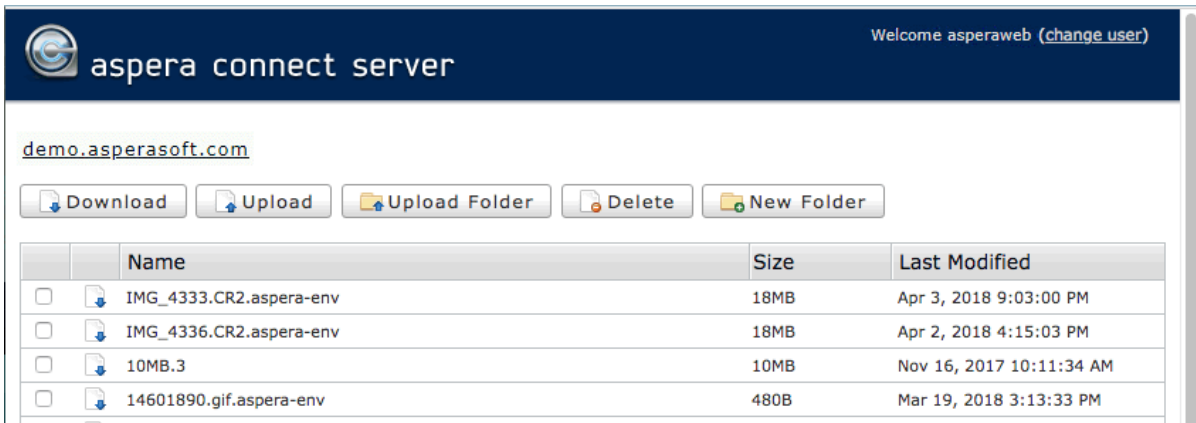 Welcome asperaweb (change user)
aspera connect server
demo.asperasoft.com
Download Upload Upload Folder Delete New Folder
Name Size Last Modified
IMG_4333.CR2.aspera-env 18MB Apr 3, 2018 9:03:00 PM
IMG_4336.CR2.aspera-env 18MB Apr 2, 2018 4:15:03 PM
10MB.3 10MB Nov 16, 2017 10:11:34 AM
14601890.gif.aspera-env 480B Mar 19, 2018 3:13:33 PM